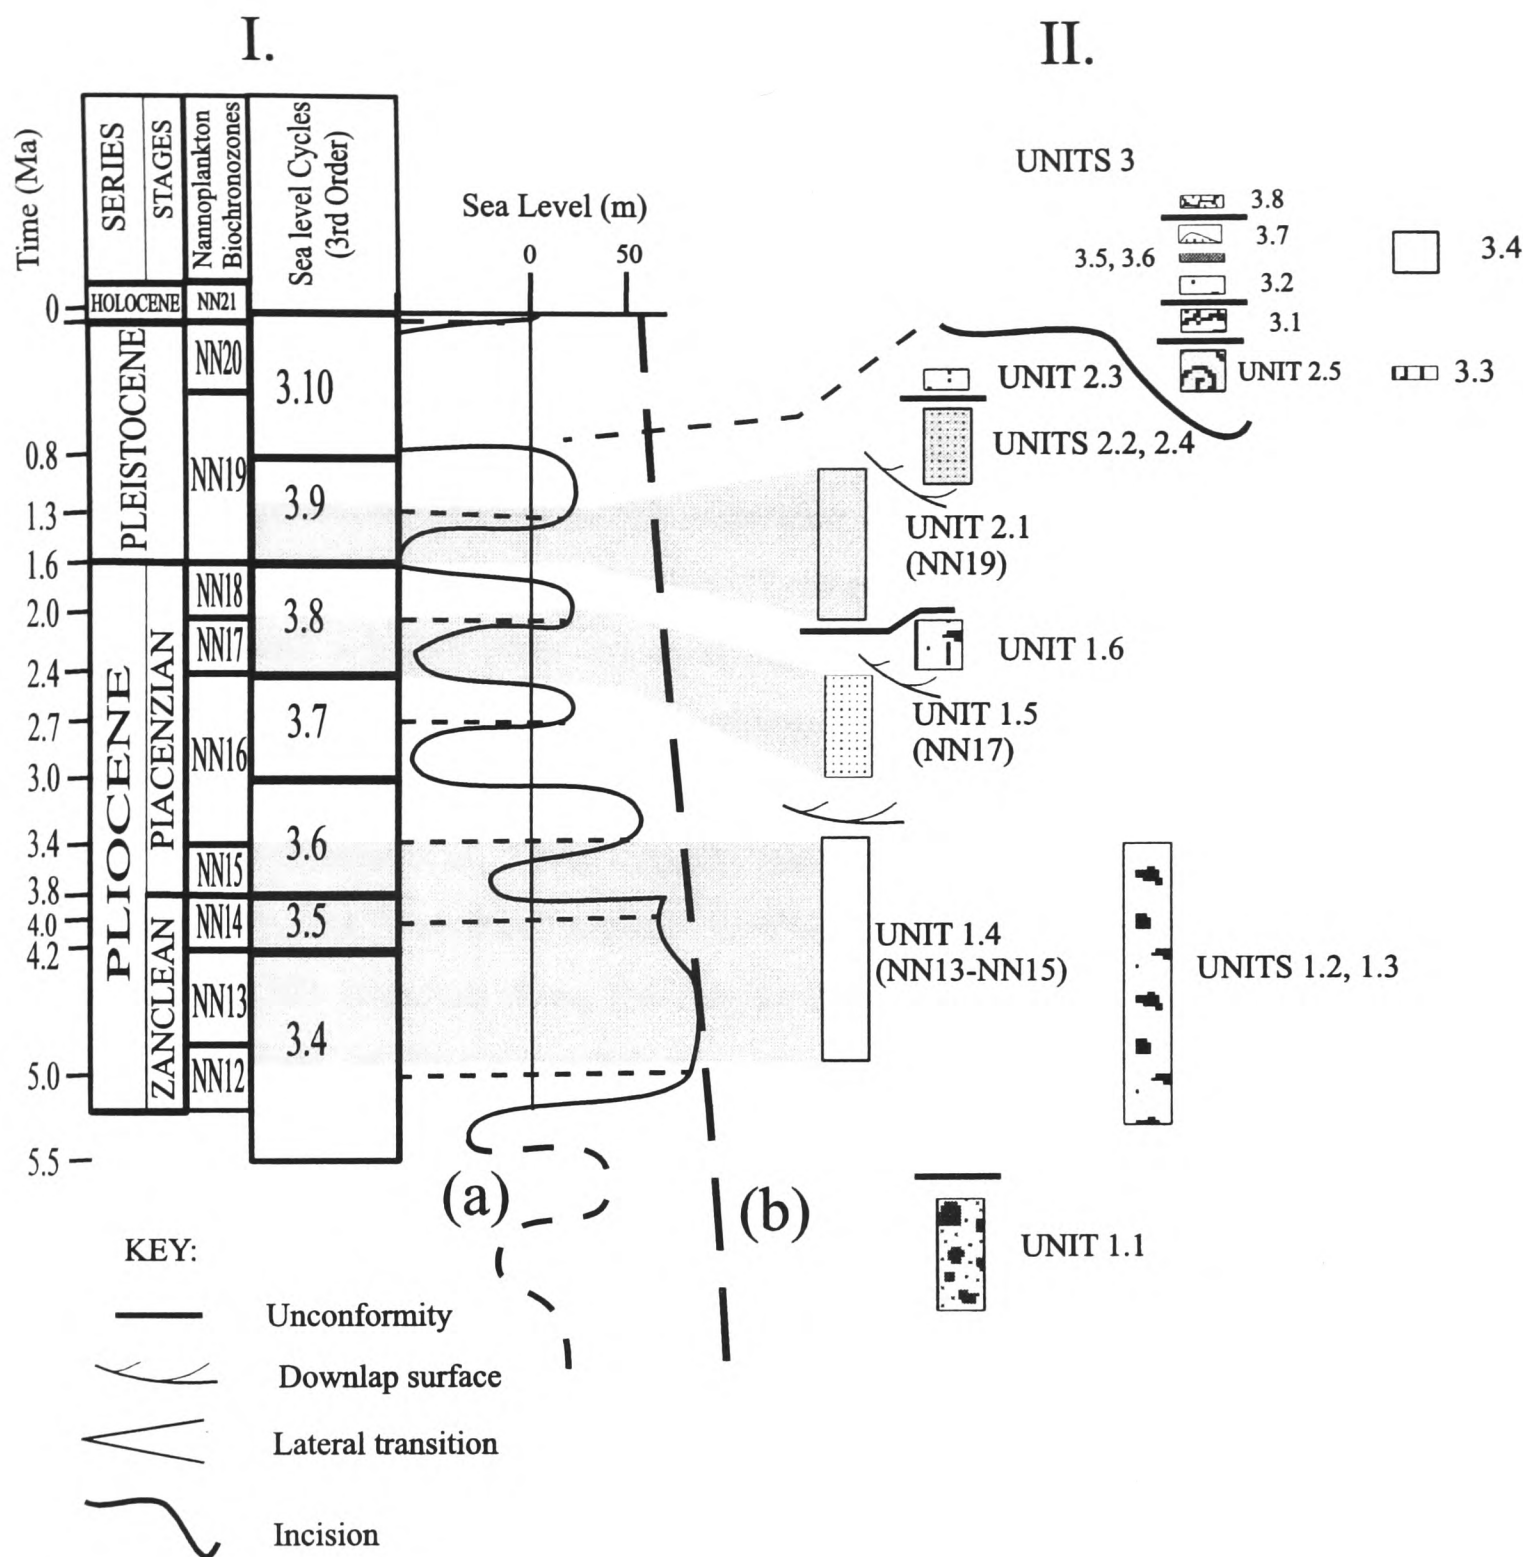 I.
II.
Time (Ma)
SERIES
STAGES
Nannoplankton
Biochronozones
Sea level Cycles
(3rd Order)
Sea Level (m)
0
50
0
0.8
1.3
1.6
2.0
2.4
2.7
3.0
3.4
3.8
4.0
4.2
5.0
5.5
HOLOCENE
PLEISTOCENE
PLIOCENE
PIACENZIAN
ZANCLEAN
NN21
NN20
NN19
NN18
NN17
NN16
NN15
NN14
NN13
NN12
3.10
3.9
3.8
3.7
3.6
3.5
3.4
(a)
(b)
UNITS 3
3.8
3.7
3.5, 3.6
3.2
3.1
UNIT 2.5
3.4
3.3
UNIT 2.3
UNITS 2.2, 2.4
UNIT 2.1
(NN19)
UNIT 1.6
UNIT 1.5
(NN17)
UNIT 1.4
(NN13-NN15)
UNITS 1.2, 1.3
UNIT 1.1
KEY:
Unconformity
Downlap surface
Lateral transition
Incision